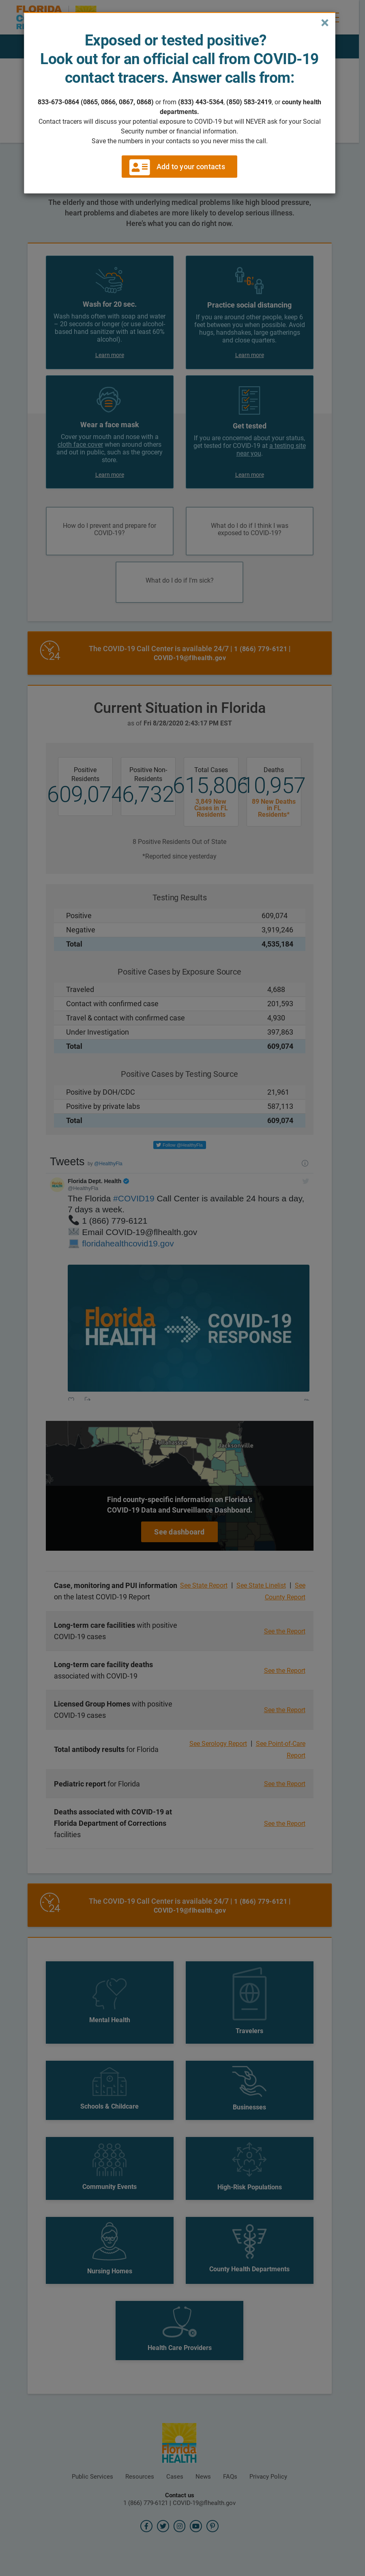 FLORIDA
×
Exposed or tested positive?
Look out for an official call from COVID-19
contact tracers. Answer calls from:
833-673-0864 (0865, 0866, 0867, 0868) or from (833) 443-5364, (850) 583-2419, or county health
departments.
Contact tracers will discuss your potential exposure to COVID-19 but will NEVER ask for your Social
Security number or financial information.
Save the numbers in your contacts so you never miss the call.
Add to your contacts
The elderly and those with underlying medical problems like high blood pressure,
heart problems and diabetes are more likely to develop serious illness.
Here's what you can do right now.
Wash for 20 sec.
Wash hands often with soap and water
– 20 seconds or longer (or use alcohol-
based hand sanitizer with at least 60%
alcohol).
Learn more
6'
Practice social distancing
If you are around other people, keep 6
feet between you when possible. Avoid
hugs, handshakes, large gatherings
and close quarters.
Learn more
Wear a face mask
Cover your mouth and nose with a
cloth face cover when around others
and out in public, such as the grocery
store.
Learn more
Get tested
If you are concerned about your status,
get tested for COVID-19 at a testing site
near you.
Learn more
How do I prevent and prepare for
COVID-19?
What do I do if I think I was
exposed to COVID-19?
What do I do if I'm sick?
24
The COVID-19 Call Center is available 24/7 | 1 (866) 779-6121 |
COVID-19@flhealth.gov
Current Situation in Florida
as of Fri 8/28/2020 2:43:17 PM EST
Positive
Residents
609,074
Positive Non-
Residents
6,732
Total Cases
615,806
3,849 New
Cases in FL
Residents
Deaths
10,957
89 New Deaths
in FL
Residents*
8 Positive Residents Out of State
*Reported since yesterday
Testing Results
Positive 609,074
Negative 3,919,246
Total 4,535,184
Positive Cases by Exposure Source
Traveled 4,688
Contact with confirmed case 201,593
Travel & contact with confirmed case 4,930
Under Investigation 397,863
Total 609,074
Positive Cases by Testing Source
Positive by DOH/CDC 21,961
Positive by private labs 587,113
Total 609,074
Follow @HealthyFla
Tweets by @HealthyFla
Florida Dept. Health
@HealthyFla
The Florida #COVID19 Call Center is available 24 hours a day,
7 days a week.
1 (866) 779-6121
Email COVID-19@flhealth.gov
floridahealthcovid19.gov
Florida
HEALTH
COVID-19
RESPONSE
Jacksonville
Find county-specific information on Florida's
COVID-19 Data and Surveillance Dashboard.
See dashboard
Case, monitoring and PUI information
on the latest COVID-19 Report
See State Report | See State Linelist | See
County Report
Long-term care facilities with positive
COVID-19 cases
See the Report
Long-term care facility deaths
associated with COVID-19
See the Report
Licensed Group Homes with positive
COVID-19 cases
See the Report
Total antibody results for Florida
See Serology Report | See Point-of-Care
Report
Pediatric report for Florida
See the Report
Deaths associated with COVID-19 at
Florida Department of Corrections
facilities
See the Report
24
The COVID-19 Call Center is available 24/7 | 1 (866) 779-6121 |
COVID-19@flhealth.gov
Mental Health
Travelers
Schools & Childcare
Businesses
Community Events
High-Risk Populations
Nursing Homes
County Health Departments
Health Care Providers
Florida
HEALTH
Public Services
Resources
Cases
News
FAQs
Privacy Policy
Contact us
1 (866) 779-6121 | COVID-19@flhealth.gov